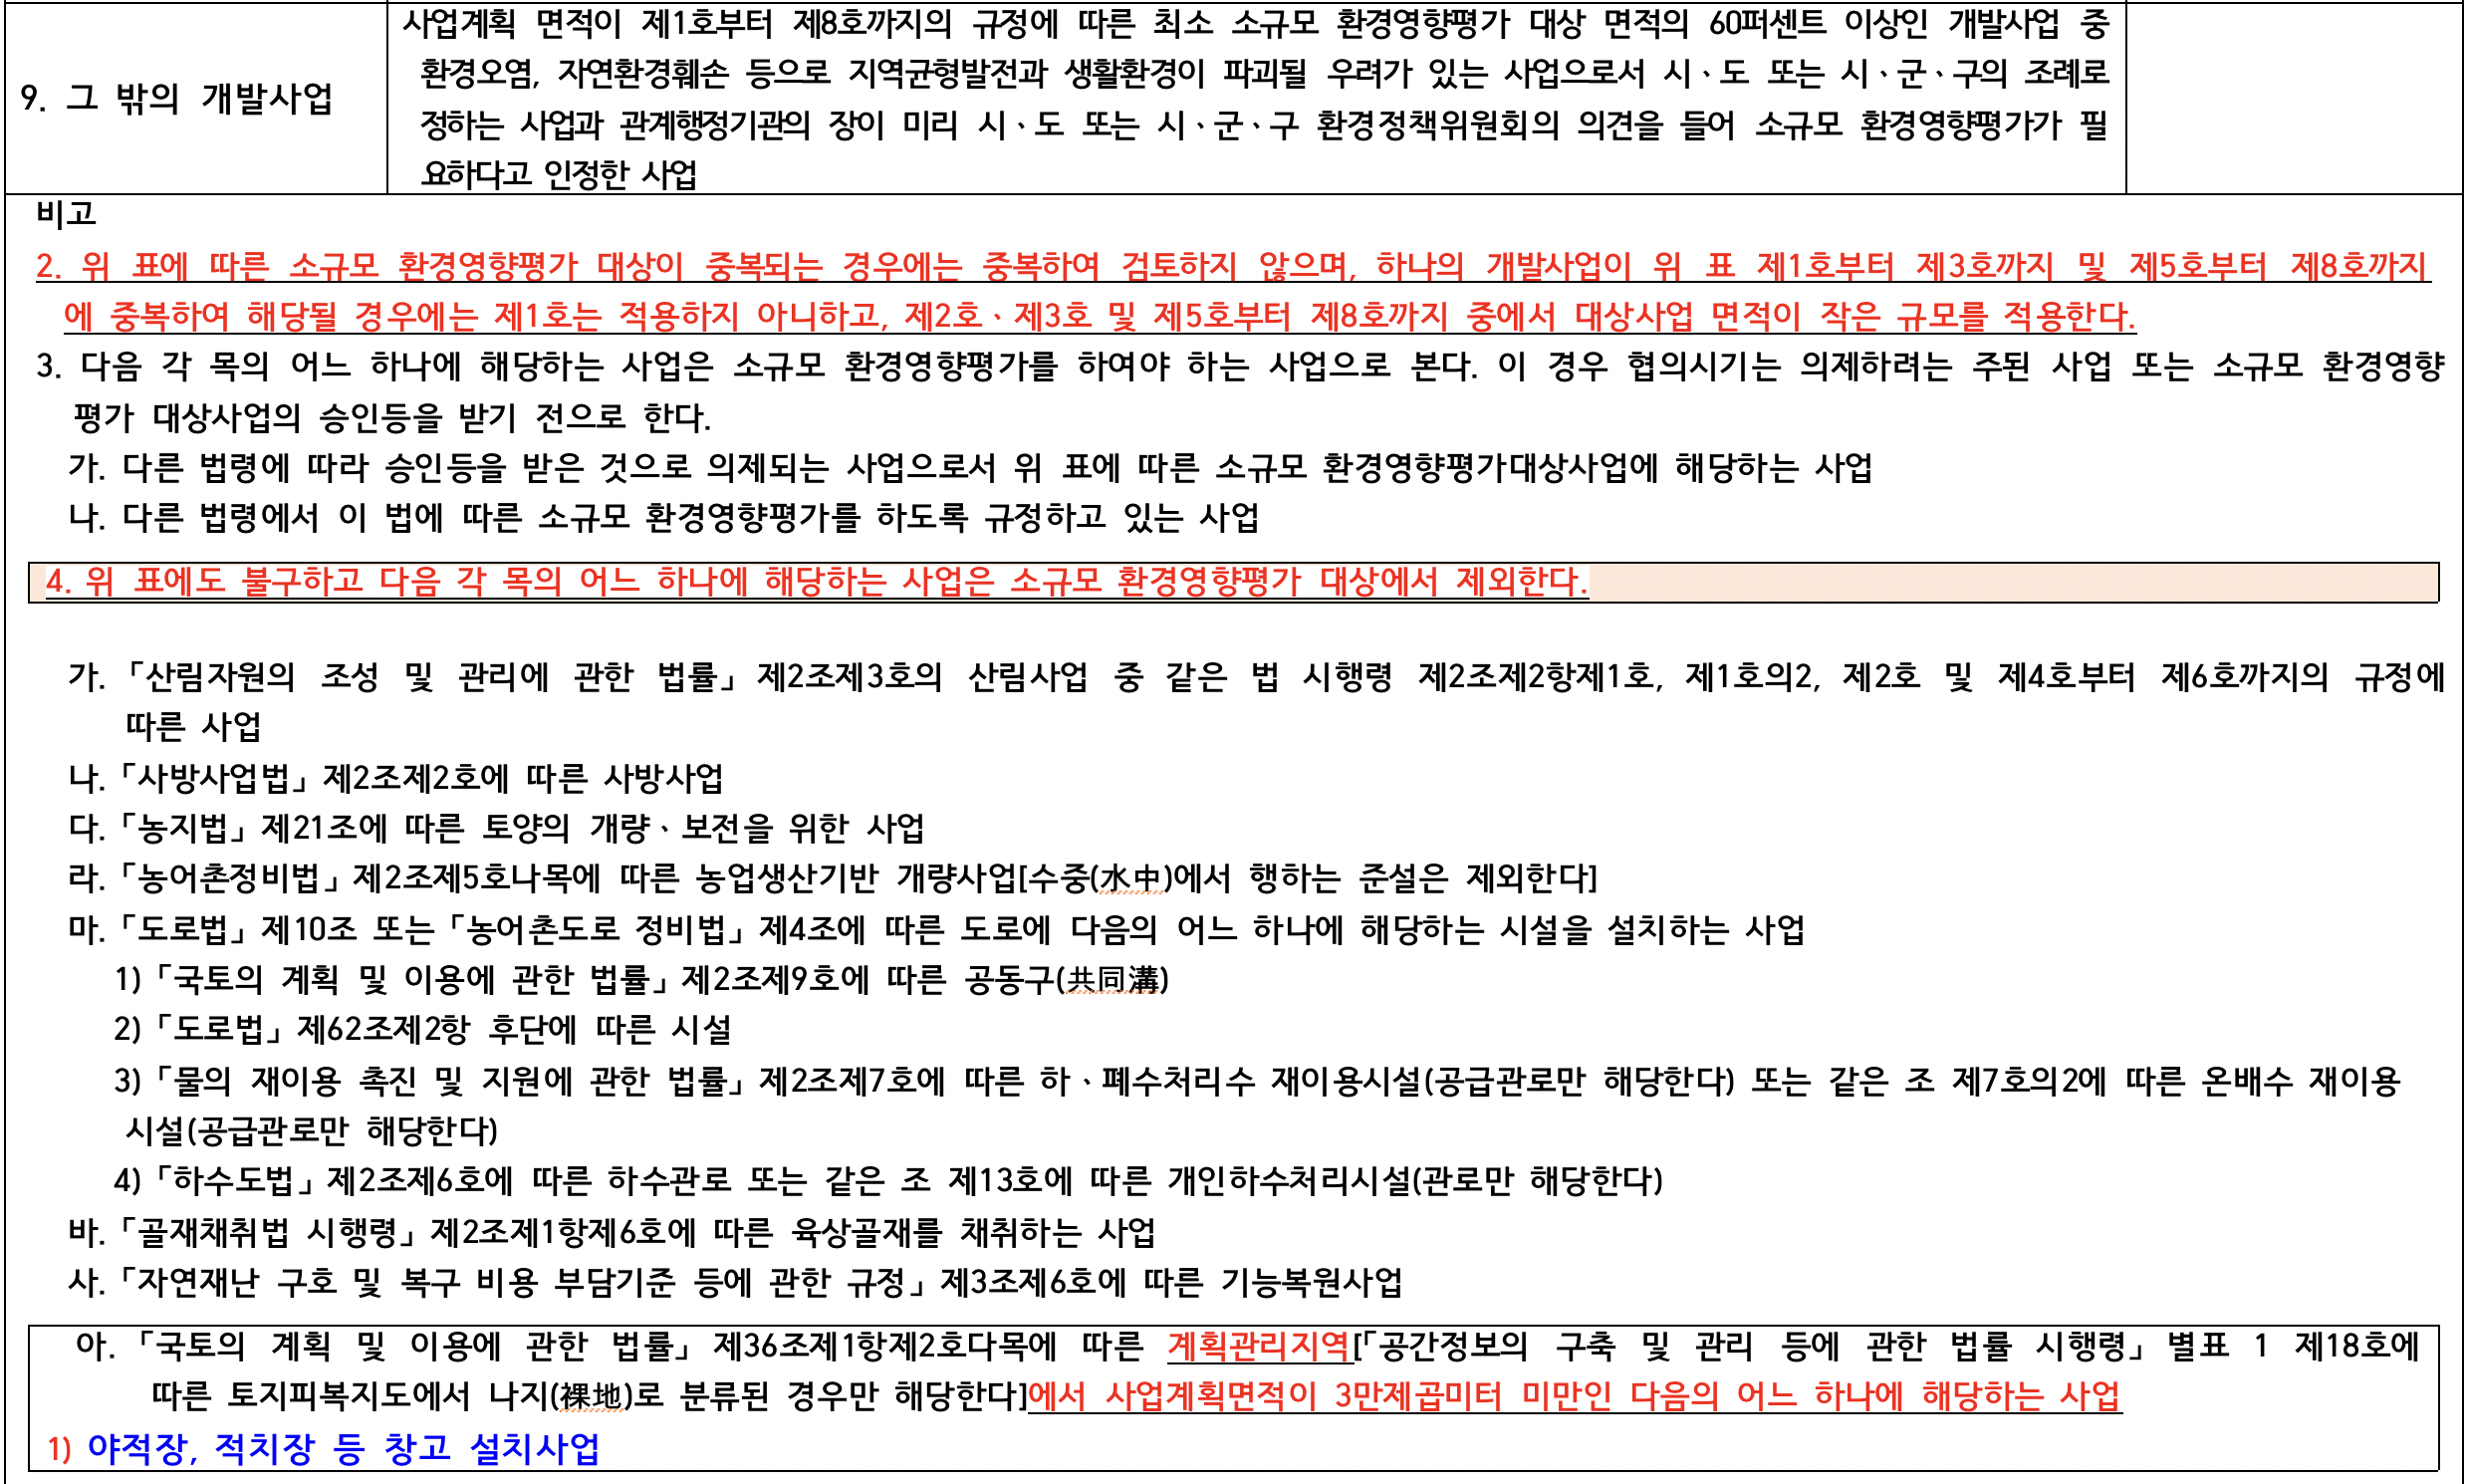 9. 그 밖의 개발사업
사업계획 면적이 제1호부터 제8호까지의 규정에 따른 최소 소규모 환경영향평가 대상 면적의 60퍼센트 이상인 개발사업 중
환경오염, 자연환경훼손 등으로 지역균형발전과 생활환경이 파괴될 우려가 있는 사업으로서 시ㆍ도 또는 시ㆍ군ㆍ구의 조례로
정하는 사업과 관계행정기관의 장이 미리 시ㆍ도 또는 시ㆍ군ㆍ구 환경정책위원회의 의견을 들어 소규모 환경영향평가가 필
요하다고 인정한 사업
비고
2. 위 표에 따른 소규모 환경영향평가 대상이 중복되는 경우에는 중복하여 검토하지 않으며, 하나의 개발사업이 위 표 제1호부터 제3호까지 및 제5호부터 제8호까지
에 중복하여 해당될 경우에는 제1호는 적용하지 아니하고, 제2호ㆍ제3호 및 제5호부터 제8호까지 중에서 대상사업 면적이 작은 규모를 적용한다.
3. 다음 각 목의 어느 하나에 해당하는 사업은 소규모 환경영향평가를 하여야 하는 사업으로 본다. 이 경우 협의시기는 의제하려는 주된 사업 또는 소규모 환경영향
평가 대상사업의 승인등을 받기 전으로 한다.
가. 다른 법령에 따라 승인등을 받은 것으로 의제되는 사업으로서 위 표에 따른 소규모 환경영향평가대상사업에 해당하는 사업
나. 다른 법령에서 이 법에 따른 소규모 환경영향평가를 하도록 규정하고 있는 사업
4. 위 표에도 불구하고 다음 각 목의 어느 하나에 해당하는 사업은 소규모 환경영향평가 대상에서 제외한다.
가. 「산림자원의 조성 및 관리에 관한 법률」 제2조제3호의 산림사업 중 같은 법 시행령 제2조제2항제1호, 제1호의2, 제2호 및 제4호부터 제6호까지의 규정에
따른 사업
나. 「사방사업법」 제2조제2호에 따른 사방사업
다. 「농지법」 제21조에 따른 토양의 개량ㆍ보전을 위한 사업
라. 「농어촌정비법」 제2조제5호나목에 따른 농업생산기반 개량사업[수중(水中)에서 행하는 준설은 제외한다]
마. 「도로법」 제10조 또는 「농어촌도로 정비법」 제4조에 따른 도로에 다음의 어느 하나에 해당하는 시설을 설치하는 사업
1) 「국토의 계획 및 이용에 관한 법률」 제2조제9호에 따른 공동구(共同溝)
2) 「도로법」 제62조제2항 후단에 따른 시설
3) 「물의 재이용 촉진 및 지원에 관한 법률」 제2조제7호에 따른 하ㆍ폐수처리수 재이용시설(공급관로만 해당한다) 또는 같은 조 제7호의2에 따른 온배수 재이용
시설(공급관로만 해당한다)
4) 「하수도법」 제2조제6호에 따른 하수관로 또는 같은 조 제13호에 따른 개인하수처리시설(관로만 해당한다)
바. 「골재채취법 시행령」 제2조제1항제6호에 따른 육상골재를 채취하는 사업
사. 「자연재난 구호 및 복구 비용 부담기준 등에 관한 규정」 제3조제6호에 따른 기능복원사업
아. 「국토의 계획 및 이용에 관한 법률」 제36조제1항제2호다목에 따른 계획관리지역[「공간정보의 구축 및 관리 등에 관한 법률 시행령」 별표 1 제18호에
따른 토지피복지도에서 나지(裸地)로 분류된 경우만 해당한다]에서 사업계획면적이 3만제곱미터 미만인 다음의 어느 하나에 해당하는 사업
1) 야적장, 적치장 등 창고 설치사업